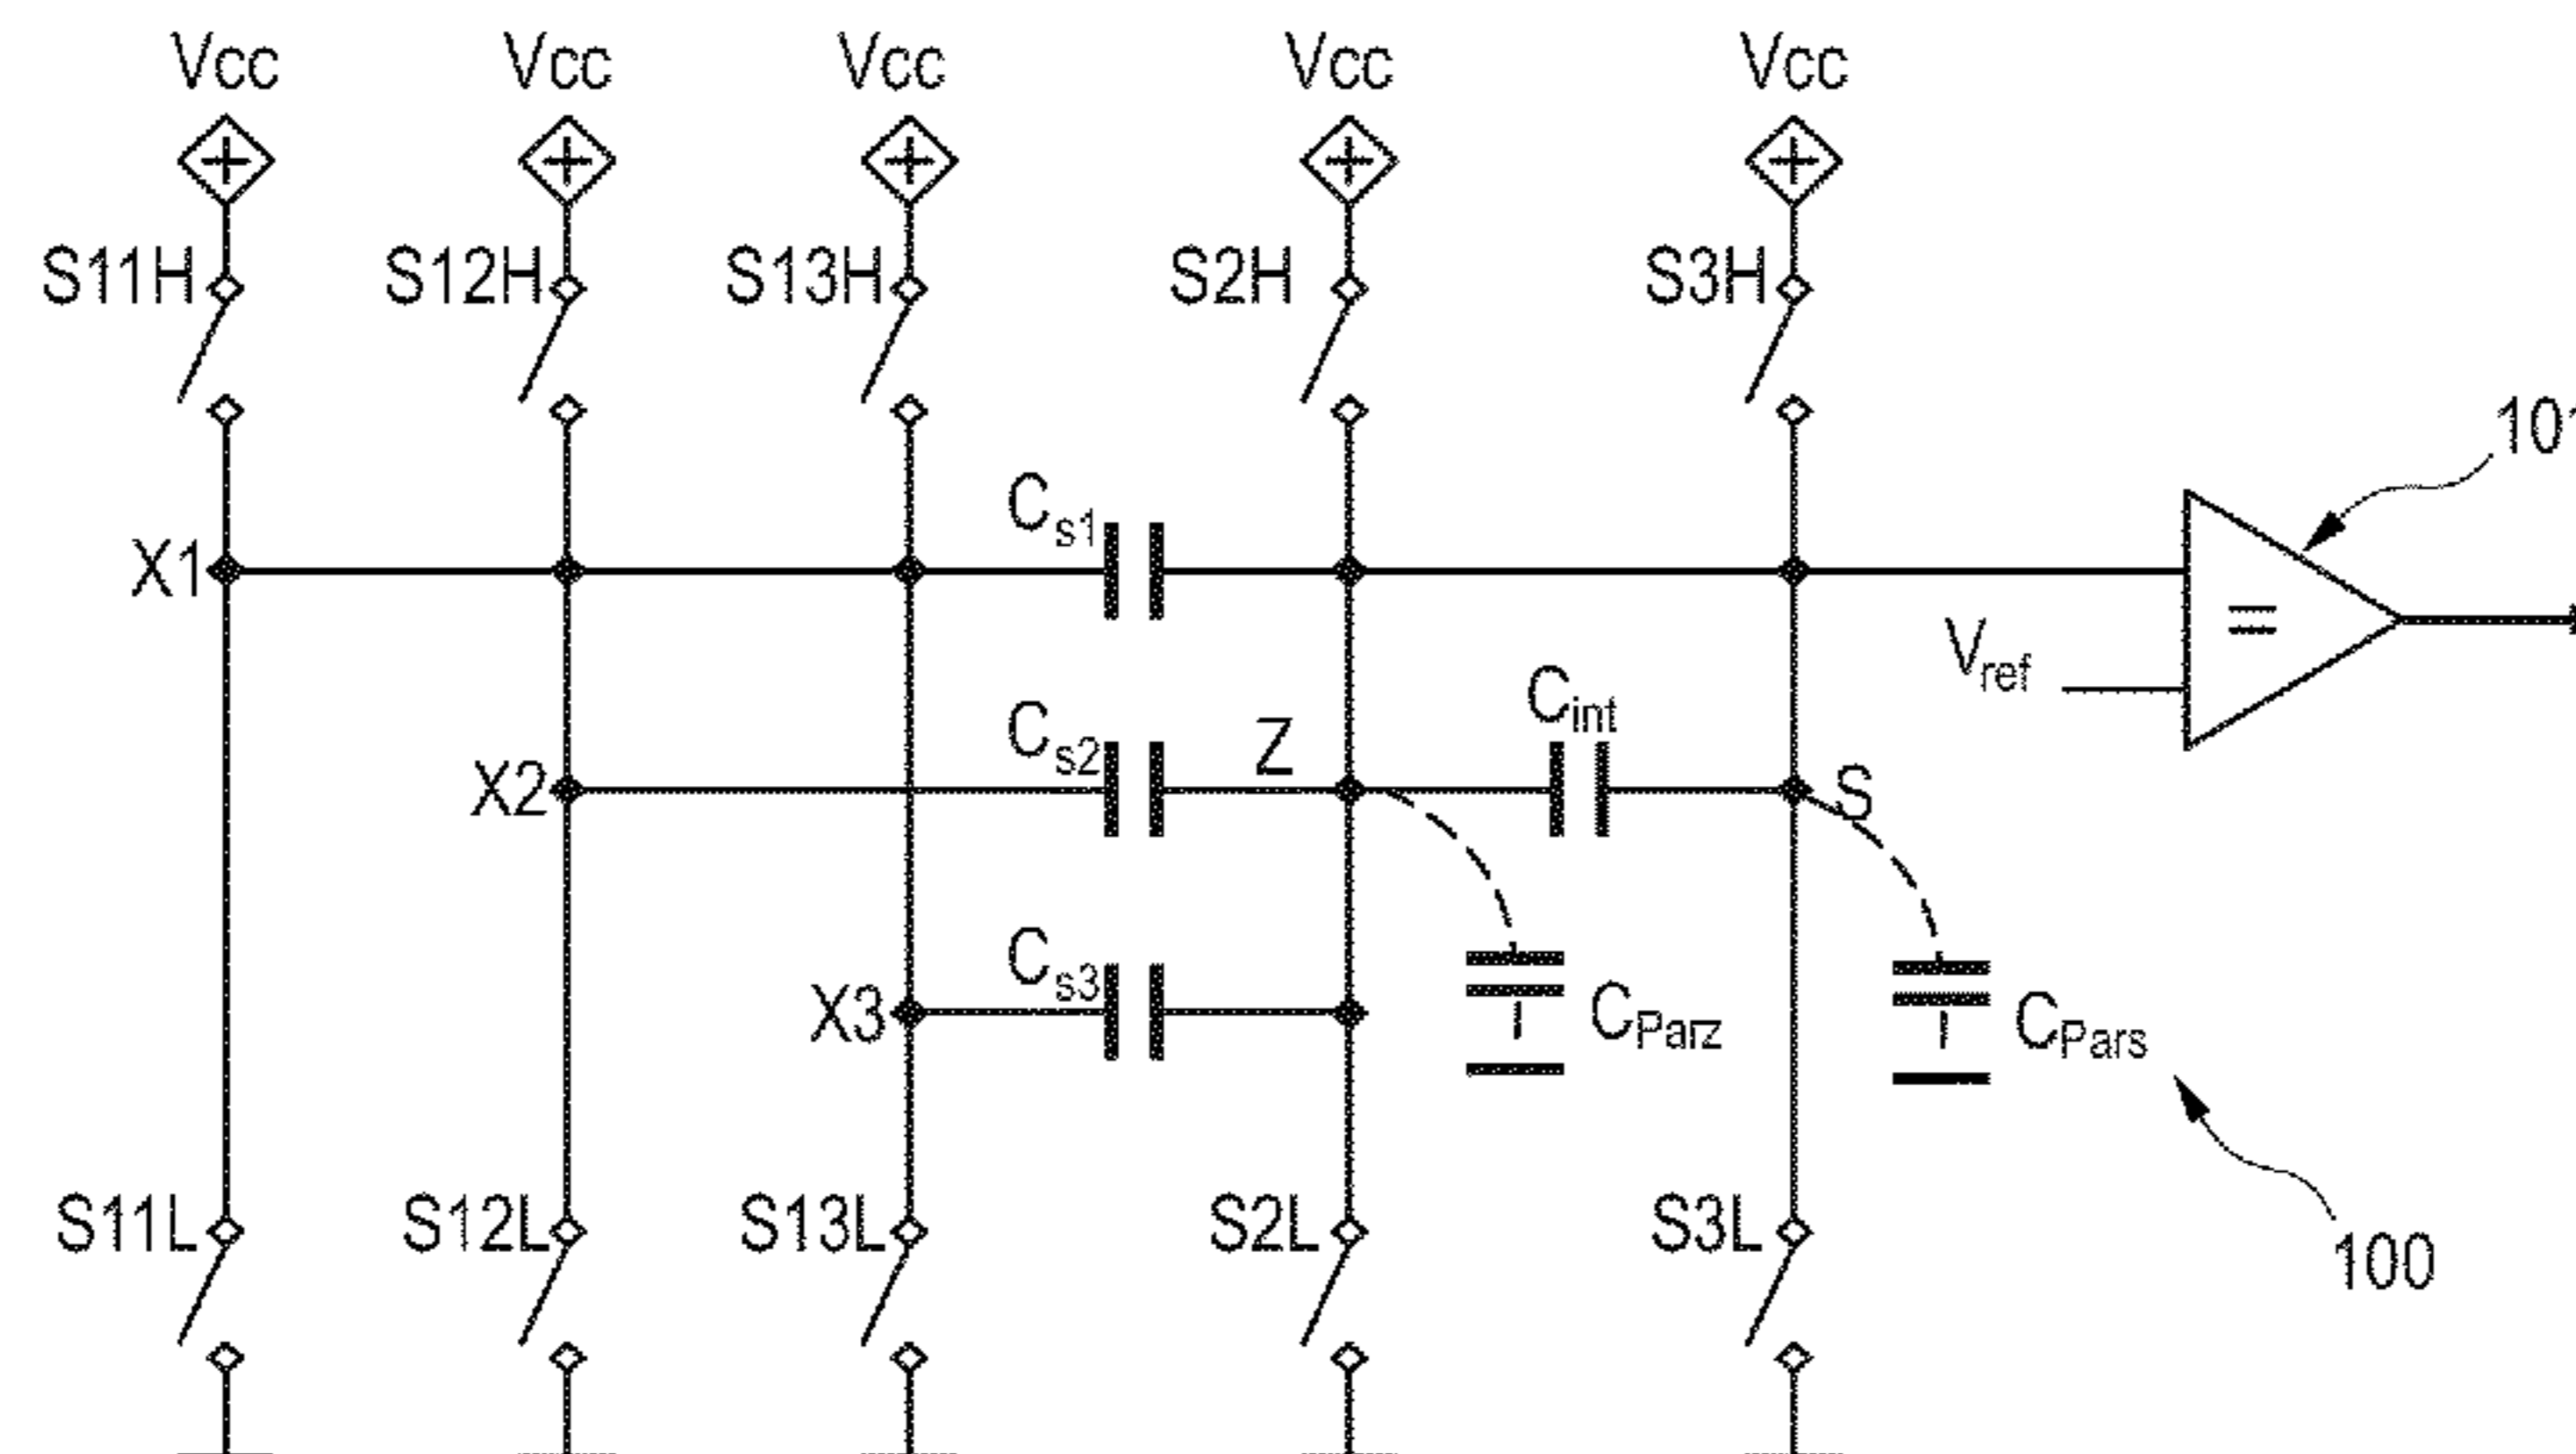 Vcc Vcc Vcc Vcc Vcc
S11H S12H S13H S2H S3H
101
Cs1
X1
=
Vref
Cint
Cs2 Z
X2 S
Cs3
X3 CParz CPars
S11L S12L S13L S2L S3L
100